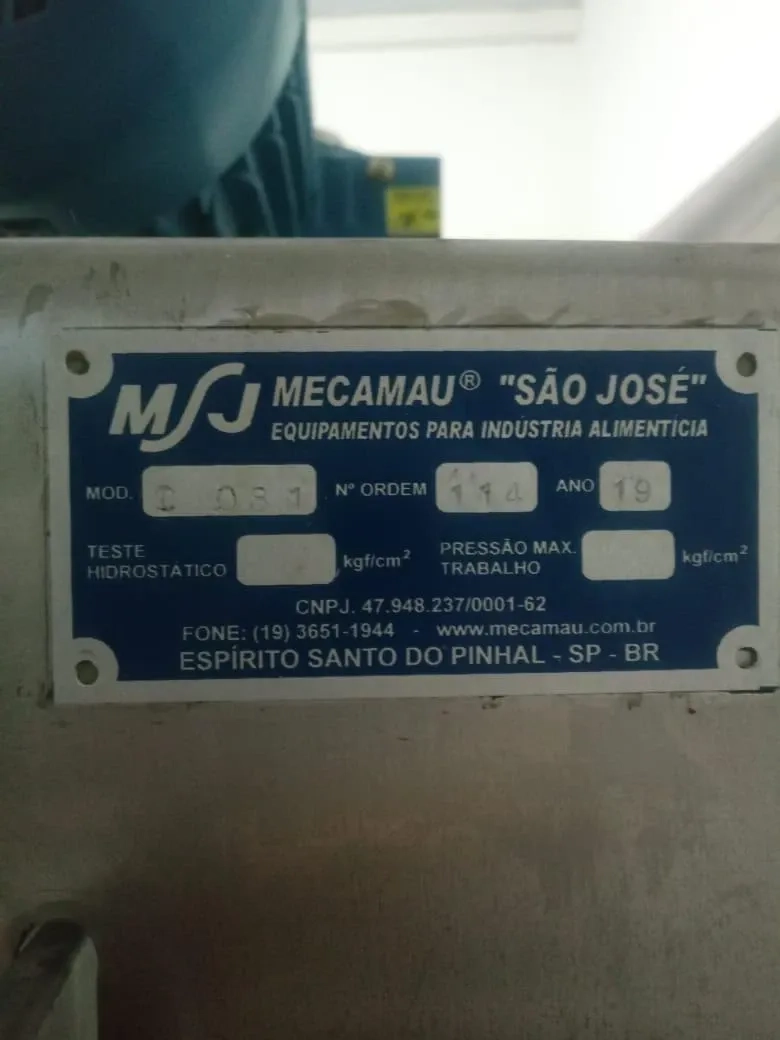 MSJ MECAMAU® "SÃO JOSÉ"
EQUIPAMENTOS PARA INDÚSTRIA ALIMENTÍCIA
MOD. Nº ORDEM 114 ANO 19
TESTE HIDROSTÁTICO kgf/cm²
PRESSÃO MAX. TRABALHO kgf/cm²
CNPJ. 47.948.237/0001-62
FONE: (19) 3651-1944 - www.mecamau.com.br
ESPÍRITO SANTO DO PINHAL - SP - BR